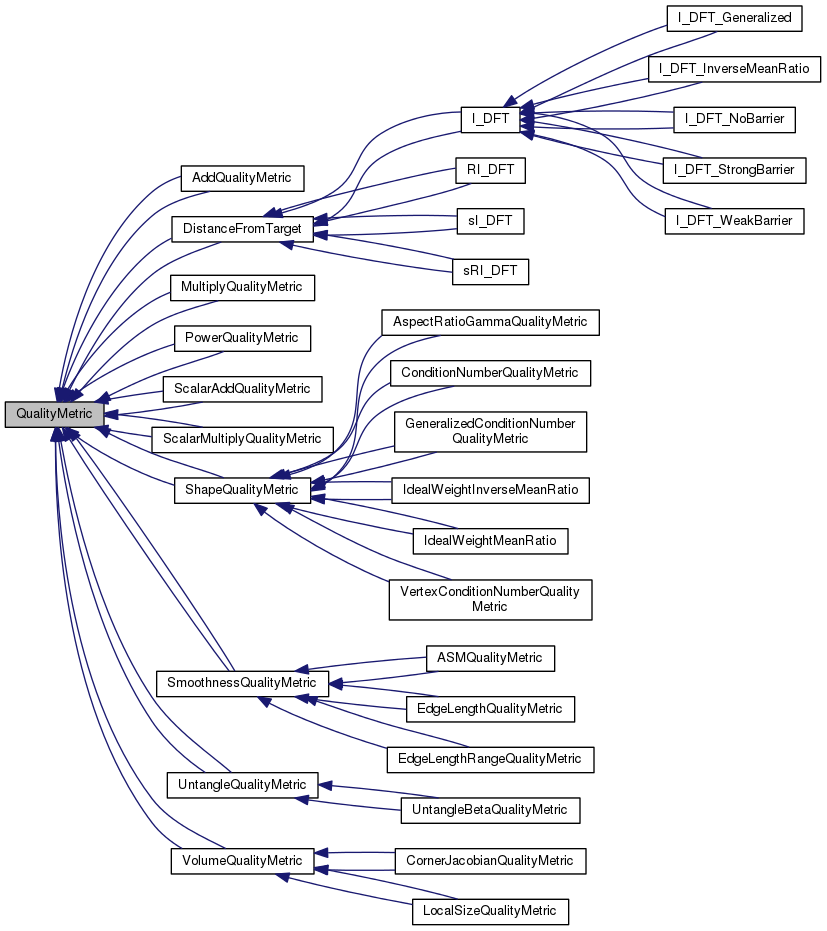 I_DFT_Generalized
I_DFT_InverseMeanRatio
I_DFT
I_DFT_NoBarrier
RI_DFT
I_DFT_StrongBarrier
AddQualityMetric
DistanceFromTarget
sI_DFT
I_DFT_WeakBarrier
sRI_DFT
MultiplyQualityMetric
AspectRatioGammaQualityMetric
PowerQualityMetric
ConditionNumberQualityMetric
ScalarAddQualityMetric
QualityMetric
GeneralizedConditionNumber
QualityMetric
ScalarMultiplyQualityMetric
ShapeQualityMetric
IdealWeightInverseMeanRatio
IdealWeightMeanRatio
VertexConditionNumberQuality
Metric
ASMQualityMetric
SmoothnessQualityMetric
EdgeLengthQualityMetric
EdgeLengthRangeQualityMetric
UntangleQualityMetric
UntangleBetaQualityMetric
VolumeQualityMetric
CornerJacobianQualityMetric
LocalSizeQualityMetric